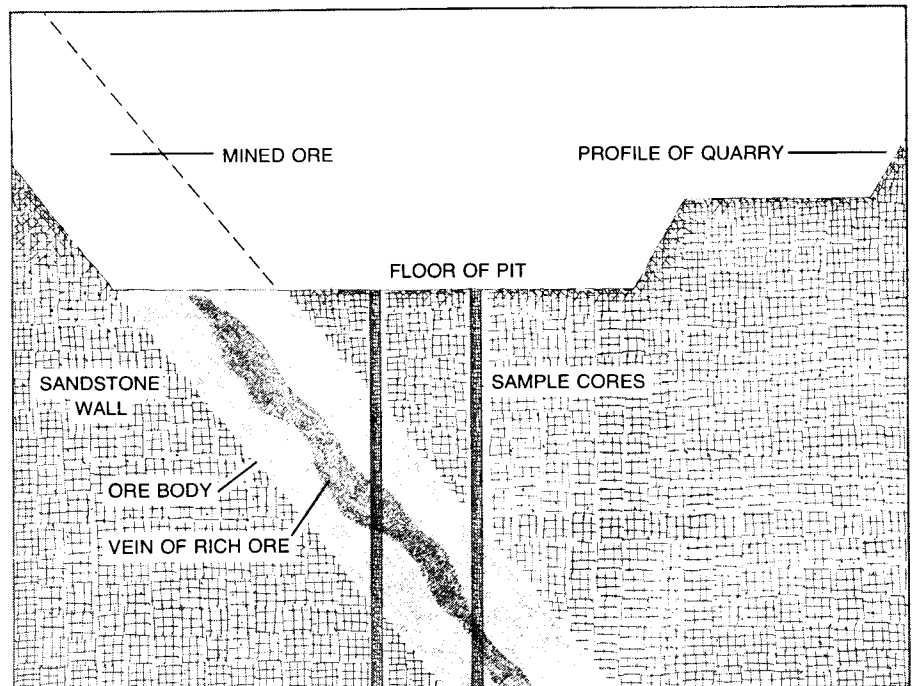 MINED ORE
PROFILE OF QUARRY
FLOOR OF PIT
SANDSTONE
WALL
SAMPLE CORES
ORE BODY
VEIN OF RICH ORE